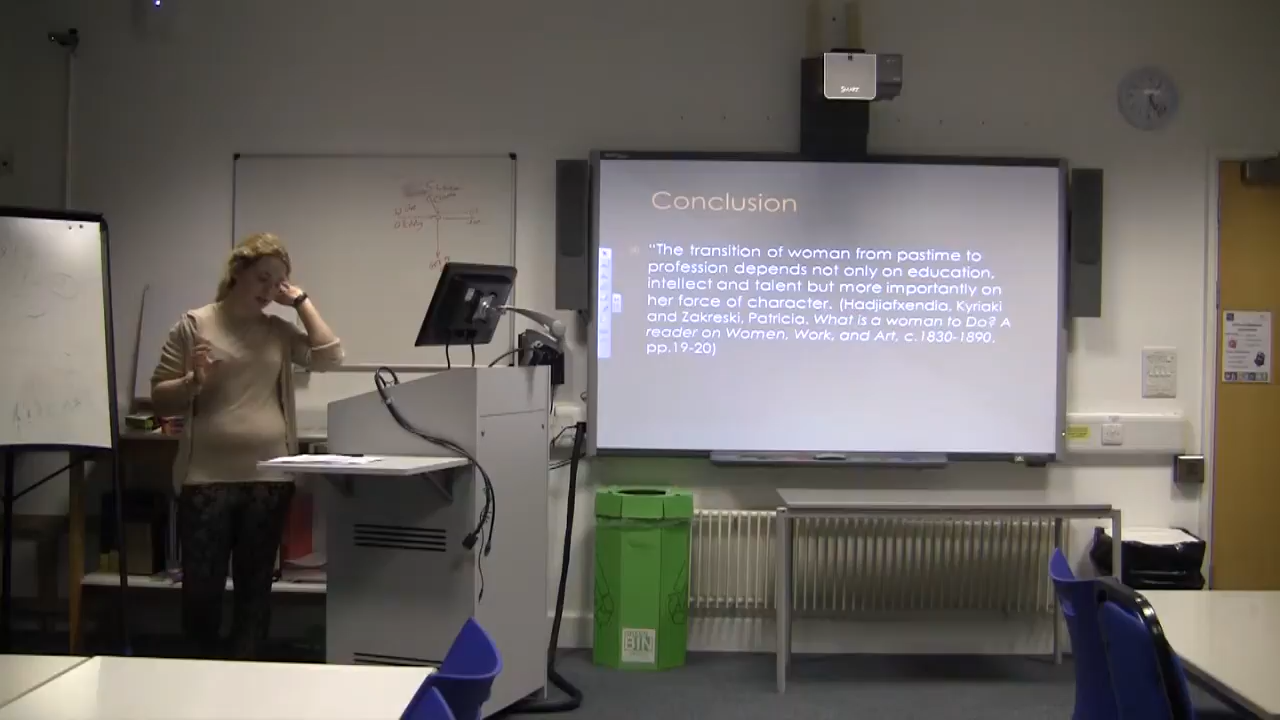 SMART
Conclusion
“The transition of woman from pastime to
profession depends not only on education,
intellect and talent but more importantly on
her force of character. (Hadjiafxendia, Kyriaki
and Zakreski, Patricia. What is a woman to Do? A
reader on Women, Work, and Art, c.1830-1890.
pp.19-20)
BIN